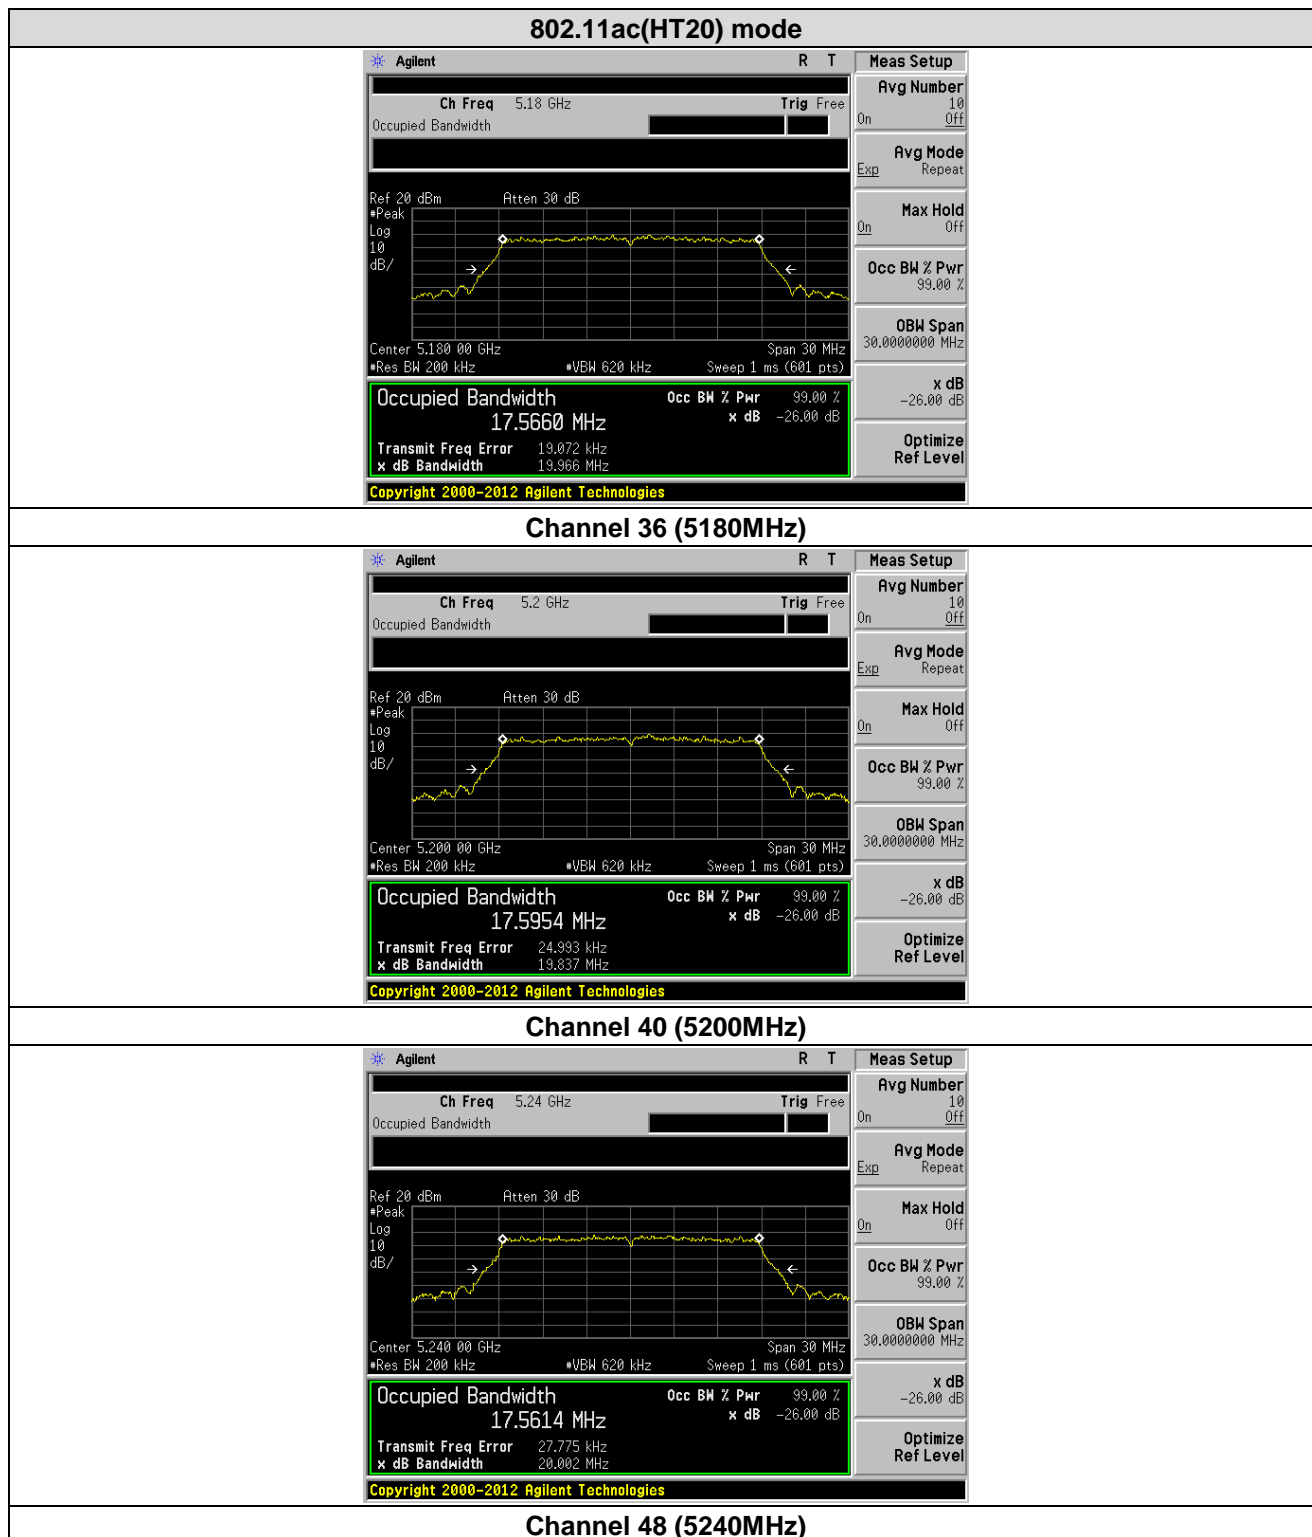 802.11ac(HT20) mode
Agilent R T Meas Setup
Ch Freq 5.18 GHz Trig Free
Occupied Bandwidth
Avg Number
10
On Off
Avg Mode
Exp Repeat
Max Hold
On Off
Occ BW % Pwr
99.00 %
OBW Span
30.0000000 MHz
x dB
-26.00 dB
Optimize
Ref Level
Ref 20 dBm Atten 30 dB
#Peak
Log
10
dB/
Center 5.180 00 GHz Span 30 MHz
#Res BW 200 kHz #VBW 620 kHz Sweep 1 ms (601 pts)
Occupied Bandwidth Occ BW % Pwr 99.00 %
17.5660 MHz x dB -26.00 dB
Transmit Freq Error 19.072 kHz
x dB Bandwidth 19.966 MHz
Copyright 2000-2012 Agilent Technologies
Channel 36 (5180MHz)
Agilent R T Meas Setup
Ch Freq 5.2 GHz Trig Free
Occupied Bandwidth
Avg Number
10
On Off
Avg Mode
Exp Repeat
Max Hold
On Off
Occ BW % Pwr
99.00 %
OBW Span
30.0000000 MHz
x dB
-26.00 dB
Optimize
Ref Level
Ref 20 dBm Atten 30 dB
#Peak
Log
10
dB/
Center 5.200 00 GHz Span 30 MHz
#Res BW 200 kHz #VBW 620 kHz Sweep 1 ms (601 pts)
Occupied Bandwidth Occ BW % Pwr 99.00 %
17.5954 MHz x dB -26.00 dB
Transmit Freq Error 24.993 kHz
x dB Bandwidth 19.837 MHz
Copyright 2000-2012 Agilent Technologies
Channel 40 (5200MHz)
Agilent R T Meas Setup
Ch Freq 5.24 GHz Trig Free
Occupied Bandwidth
Avg Number
10
On Off
Avg Mode
Exp Repeat
Max Hold
On Off
Occ BW % Pwr
99.00 %
OBW Span
30.0000000 MHz
x dB
-26.00 dB
Optimize
Ref Level
Ref 20 dBm Atten 30 dB
#Peak
Log
10
dB/
Center 5.240 00 GHz Span 30 MHz
#Res BW 200 kHz #VBW 620 kHz Sweep 1 ms (601 pts)
Occupied Bandwidth Occ BW % Pwr 99.00 %
17.5614 MHz x dB -26.00 dB
Transmit Freq Error 27.775 kHz
x dB Bandwidth 20.002 MHz
Copyright 2000-2012 Agilent Technologies
Channel 48 (5240MHz)